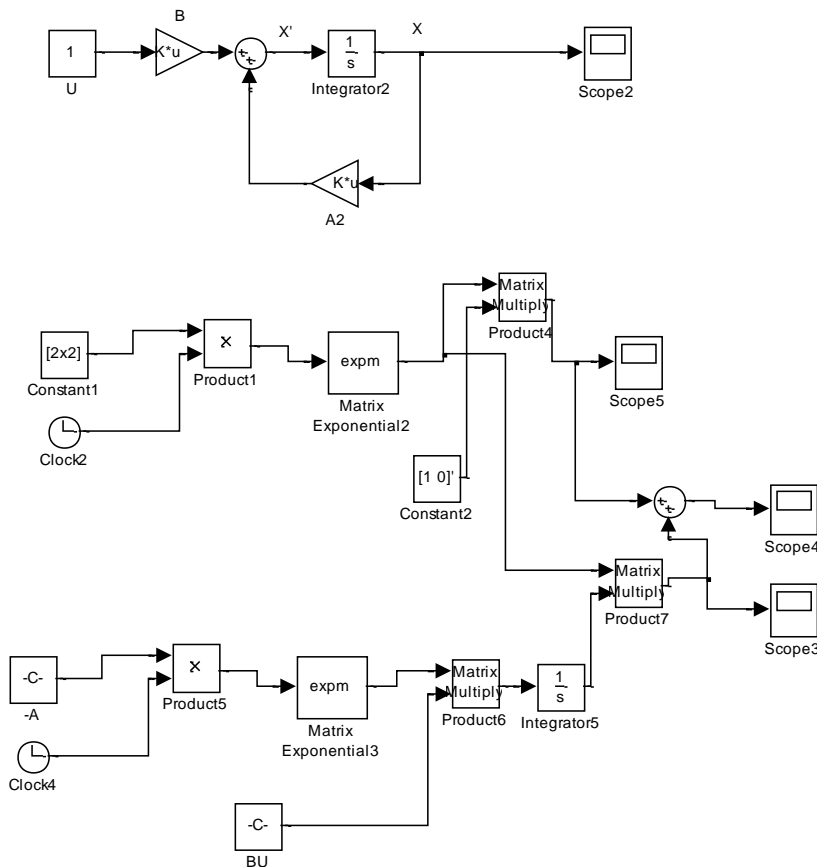 B
X'
X
1
K*u
1
s
U
Integrator2
Scope2
K*u
A2
Matrix
Multiply
Product4
[2x2]
Constant1
×
Product1
expm
Matrix
Exponential2
Scope5
Clock2
[1 0]'
Constant2
Scope4
Matrix
Multiply
Product7
Scope3
-C-
-A
×
Product5
expm
Matrix
Exponential3
Matrix
Multiply
Product6
1
s
Integrator5
Clock4
-C-
BU